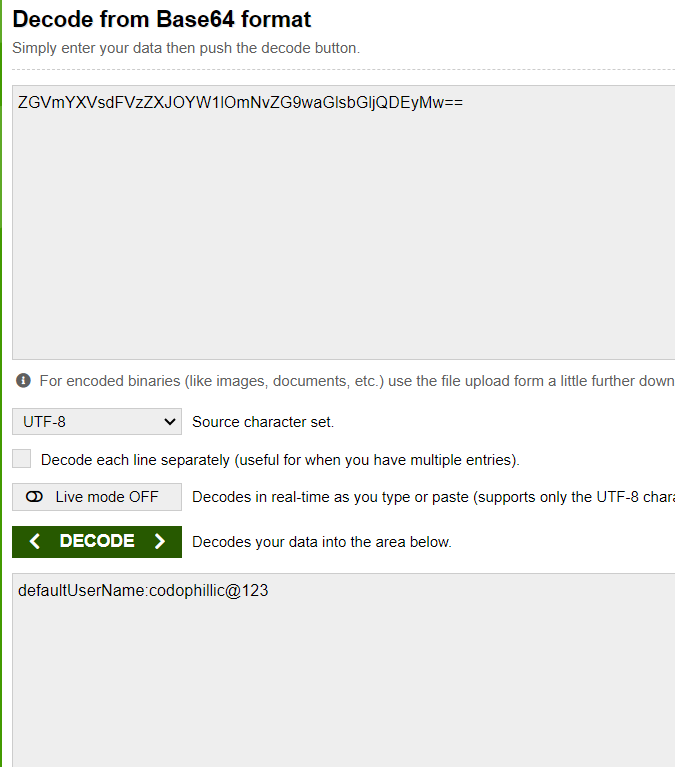 Decode from Base64 format
Simply enter your data then push the decode button.
ZGVmYXVsdFVzZXJOYW1lOmNvZG9waGlsbGljQDEyMw==
For encoded binaries (like images, documents, etc.) use the file upload form a little further down
UTF-8
Source character set.
Decode each line separately (useful for when you have multiple entries).
Live mode OFF
Decodes in real-time as you type or paste (supports only the UTF-8 chara
DECODE
Decodes your data into the area below.
defaultUserName:codophillic@123